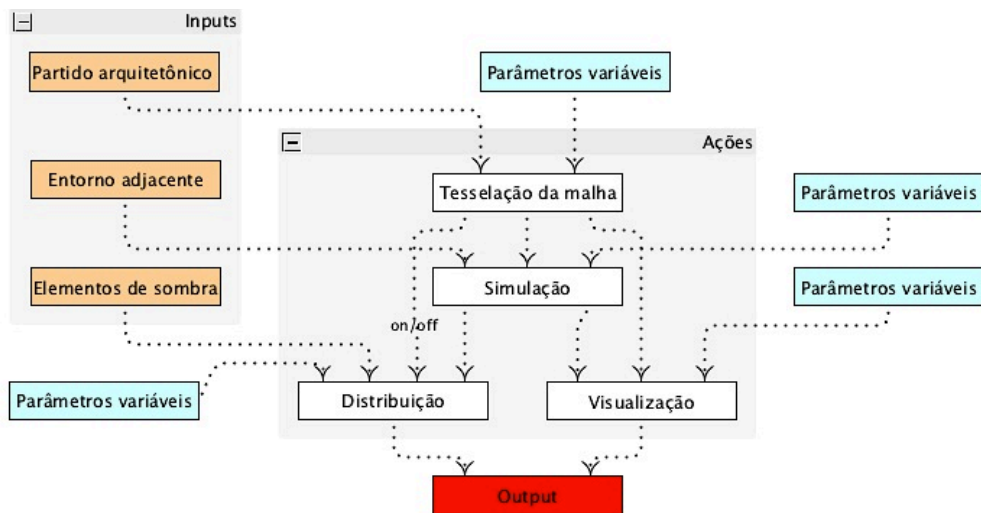 Inputs
Partido arquitetônico
Parâmetros variáveis
Ações
Entorno adjacente
Tesselação da malha
Parâmetros variáveis
Elementos de sombra
Simulação
Parâmetros variáveis
on/off
Parâmetros variáveis
Distribuição
Visualização
Output